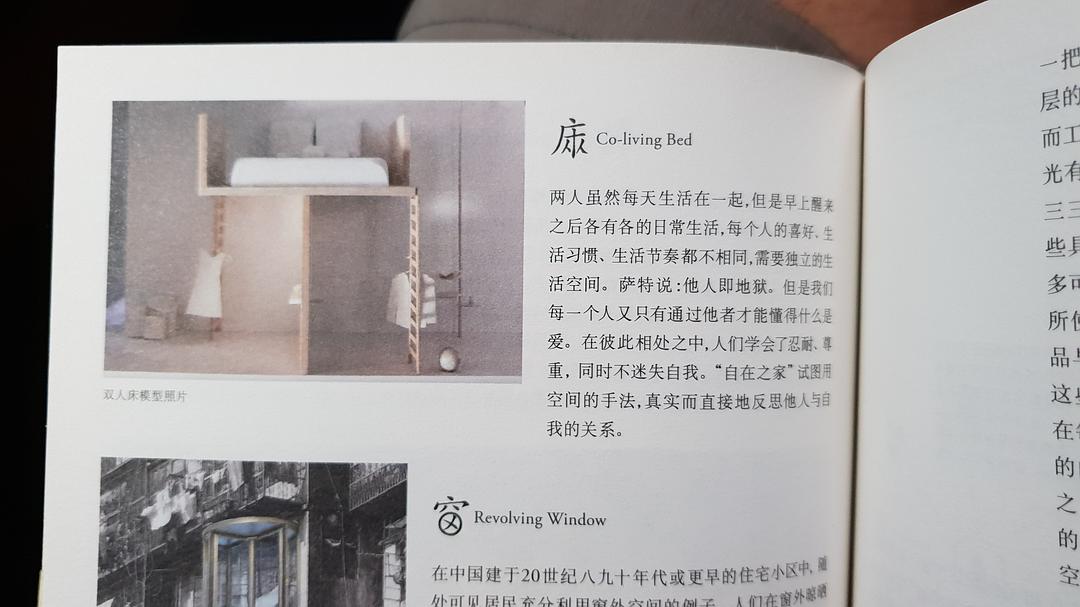 床 Co-living Bed
两人虽然每天生活在一起,但是早上醒来
之后各有各的日常生活,每个人的喜好、生
活习惯、生活节奏都不相同,需要独立的生
活空间。萨特说:他人即地狱。但是我们
每一个人又只有通过他者才能懂得什么是
爱。在彼此相处之中,人们学会了忍耐、尊
重，同时不迷失自我。“自在之家”试图用
空间的手法,真实而直接地反思他人与自
我的关系。
双人床模型照片
窗 Revolving Window
在中国建于20世纪八九十年代或更早的住宅小区中,随
处可见居民充分利用窗外空间的例子。人们在窗外晾晒
一把
层的
而工
光有
三三
些具
多可
所
品
这
在
的
之
的
空